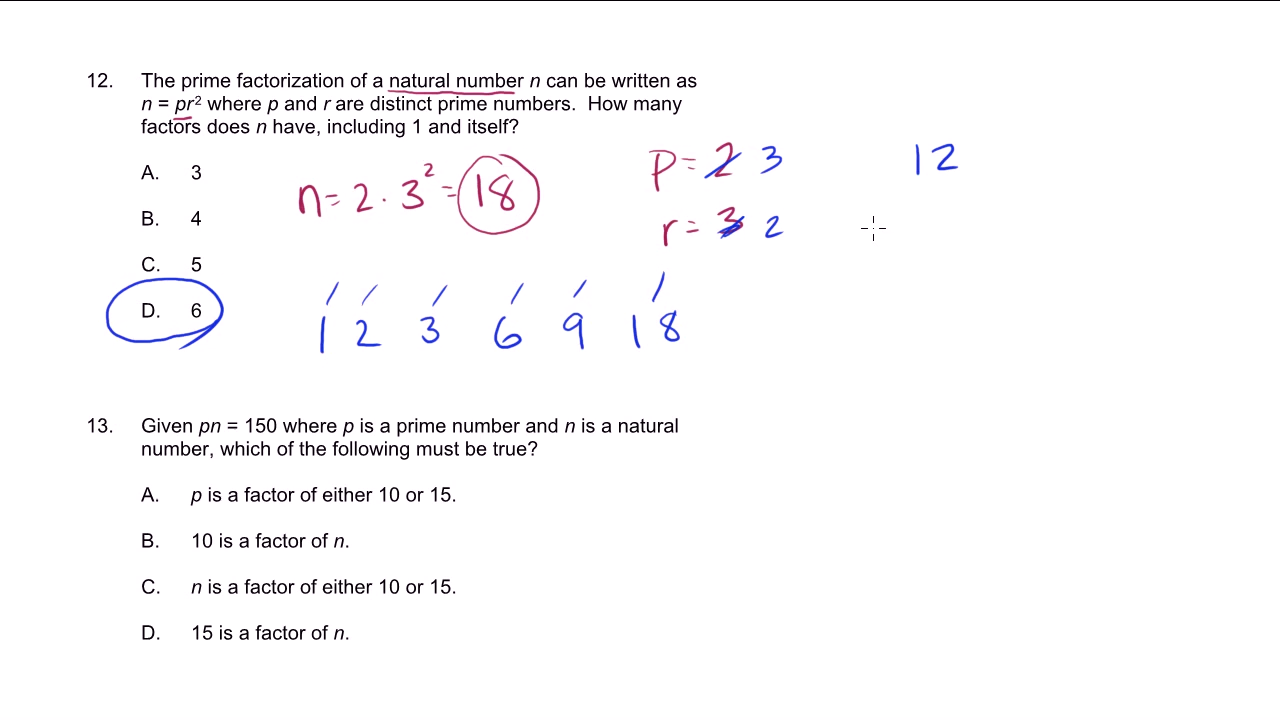 12. The prime factorization of a natural number n can be written as
n = pr² where p and r are distinct prime numbers. How many
factors does n have, including 1 and itself?
A. 3
B. 4
C. 5
D. 6
n = 2 · 3² = 18
p = 2 3
r = 3 2
12
1 2 3 6 9 18
13. Given pn = 150 where p is a prime number and n is a natural
number, which of the following must be true?
A. p is a factor of either 10 or 15.
B. 10 is a factor of n.
C. n is a factor of either 10 or 15.
D. 15 is a factor of n.